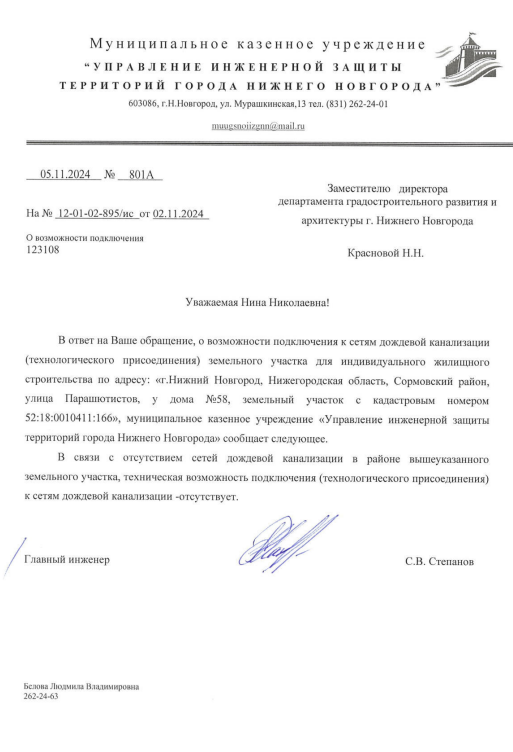 Муниципальное казенное учреждение
"УПРАВЛЕНИЕ ИНЖЕНЕРНОЙ ЗАЩИТЫ
ТЕРРИТОРИЙ ГОРОДА НИЖНЕГО НОВГОРОДА"
603086, г.Н.Новгород, ул. Мурашкинская,13 тел. (831) 262-24-01
muugsnoiizgnn@mail.ru
05.11.2024 № 801А
На № 12-01-02-895/ис от 02.11.2024
О возможности подключения
123108
Заместителю директора
департамента градостроительного развития и
архитектуры г. Нижнего Новгорода
Красновой Н.Н.
Уважаемая Нина Николаевна!
В ответ на Ваше обращение, о возможности подключения к сетям дождевой канализации
(технологического присоединения) земельного участка для индивидуального жилищного
строительства по адресу: «г.Нижний Новгород, Нижегородская область, Сормовский район,
улица Парашютистов, у дома №58, земельный участок с кадастровым номером
52:18:0010411:166», муниципальное казенное учреждение «Управление инженерной защиты
территорий города Нижнего Новгорода» сообщает следующее.
В связи с отсутствием сетей дождевой канализации в районе вышеуказанного
земельного участка, техническая возможность подключения (технологического присоединения)
к сетям дождевой канализации -отсутствует.
Главный инженер
С.В. Степанов
Белова Людмила Владимировна
262-24-63